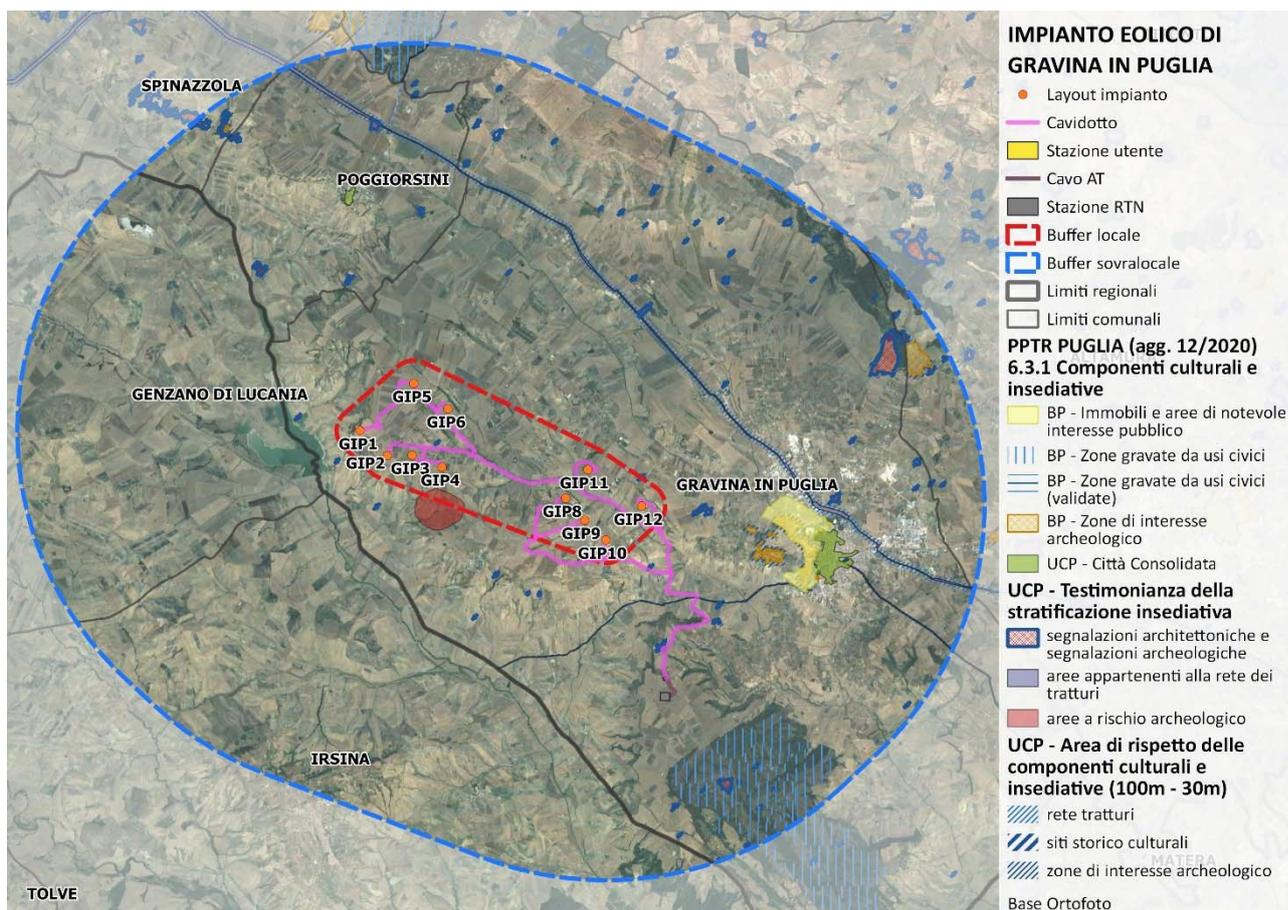 SPINAZZOLA
POGGIORSINI
GENZANO DI LUCANIA
GIP5
GIP6
GIP1
GIP2
GIP3
GIP4
GIP11
GRAVINA IN PUGLIA
GIP8
GIP12
GIP9
GIP10
IRSINA
TOLVE
IMPIANTO EOLICO DI
GRAVINA IN PUGLIA
Layout impianto
Cavidotto
Stazione utente
Cavo AT
Stazione RTN
Buffer locale
Buffer sovralocale
Limiti regionali
Limiti comunali
PPTR PUGLIA (agg. 12/2020)
6.3.1 Componenti culturali e
insediative
BP - Immobili e aree di notevole
interesse pubblico
BP - Zone gravate da usi civici
BP - Zone gravate da usi civici
(validate)
BP - Zone di interesse
archeologico
UCP - Città Consolidata
UCP - Testimonianza della
stratificazione insediativa
segnalazioni architettoniche e
segnalazioni archeologiche
aree appartenenti alla rete dei
tratturi
aree a rischio archeologico
UCP - Area di rispetto delle
componenti culturali e
insediative (100m - 30m)
rete tratturi
siti storico culturali
zone di interesse archeologico
MATERA
Base Ortofoto